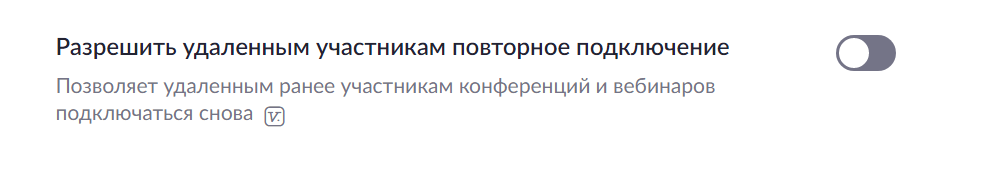 Разрешить удаленным участникам повторное подключение
Позволяет удаленным ранее участникам конференций и вебинаров
подключаться снова